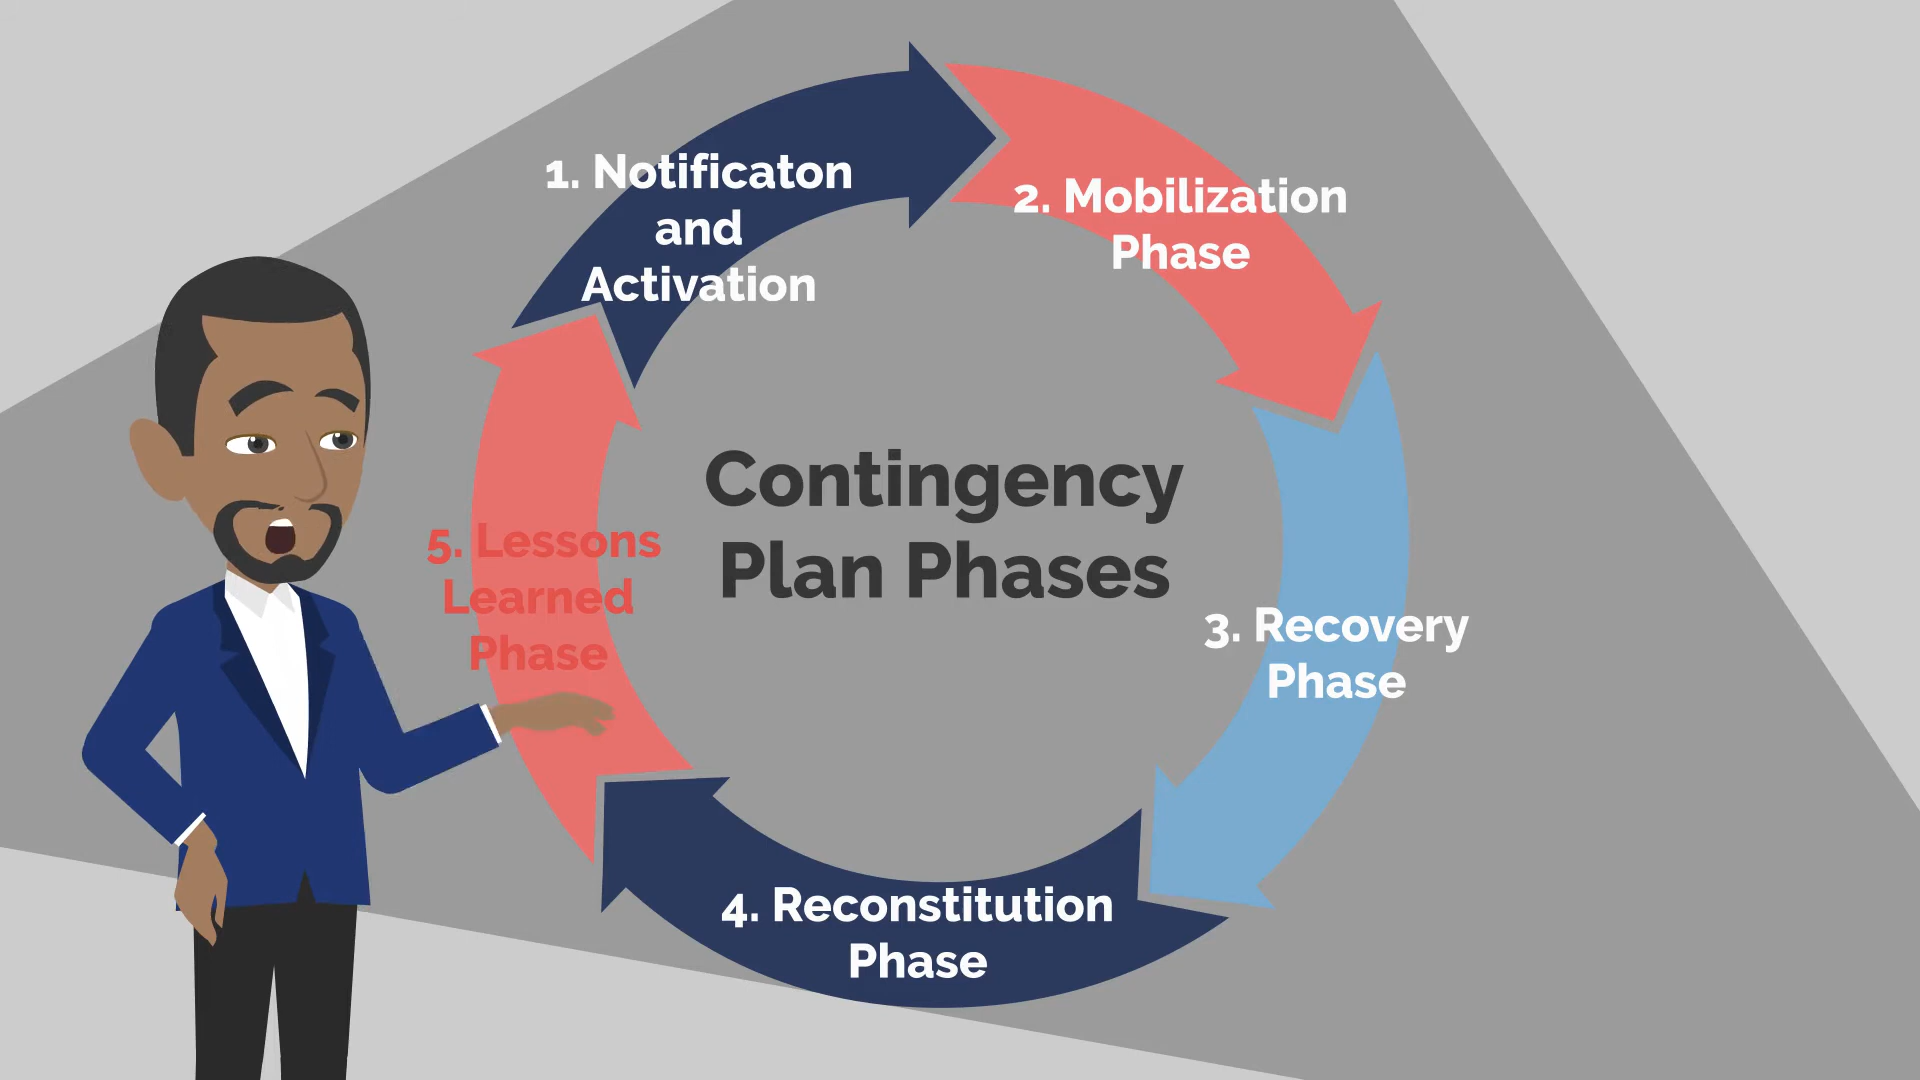 1. Notificaton
and
Activation
2. Mobilization
Phase
Contingency
Plan Phases
3. Recovery
Phase
4. Reconstitution
Phase
5. Lessons
Learned
Phase